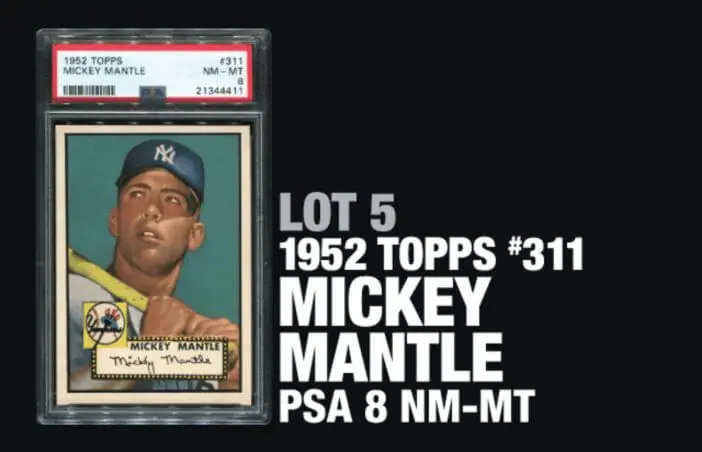 1952 TOPPS #311
MICKEY MANTLE NM-MT
8
21344411
NY
MICKEY MANTLE
Mickey Mantle
LOT 5
1952 TOPPS #311
MICKEY
MANTLE
PSA 8 NM-MT